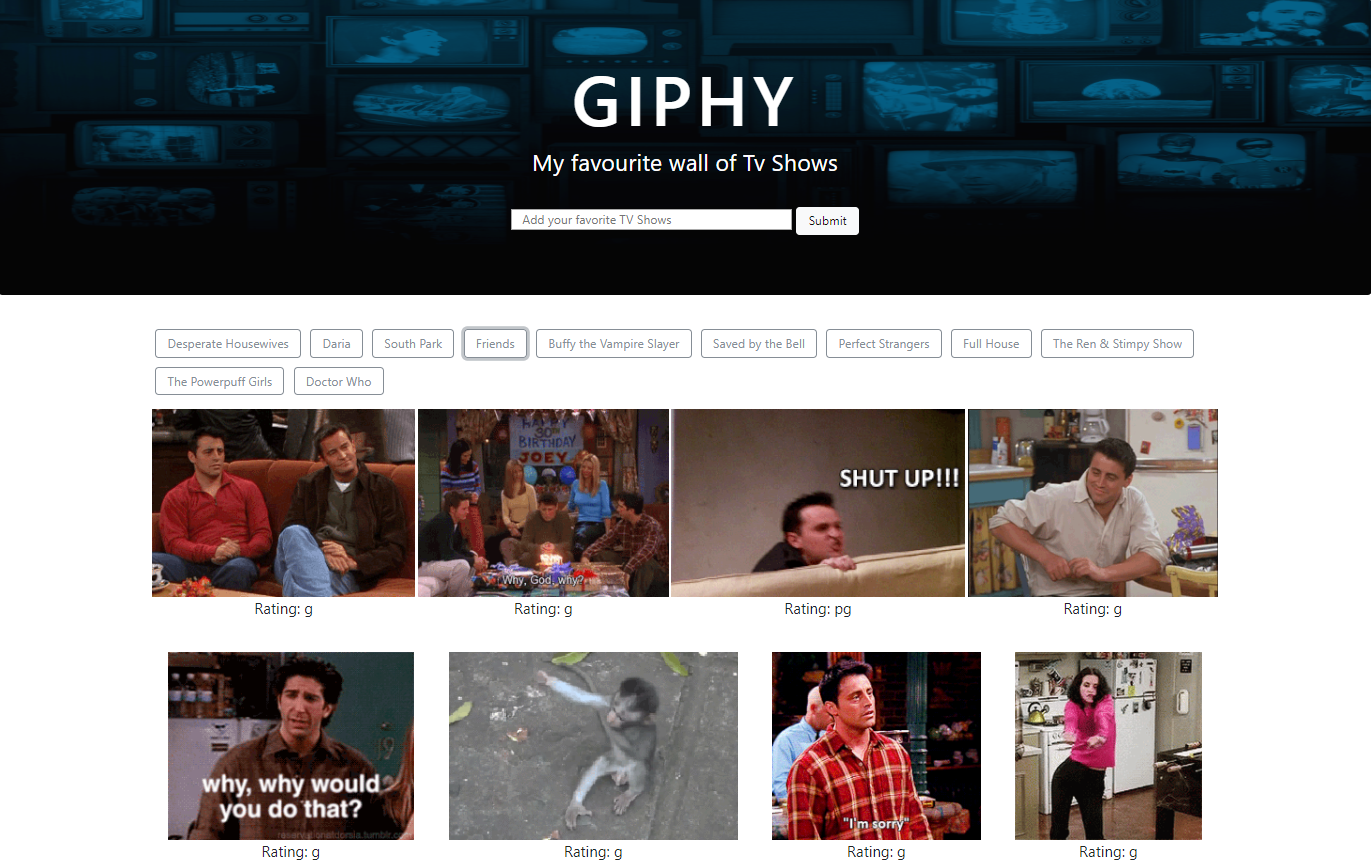 GIPHY
My favourite wall of Tv Shows
Add your favorite TV Shows
Submit
Desperate Housewives
Daria
South Park
Friends
Buffy the Vampire Slayer
Saved by the Bell
Perfect Strangers
Full House
The Ren & Stimpy Show
The Powerpuff Girls
Doctor Who
HAPPY
30TH
BIRTHDAY
JOEY
Why, God, why?
SHUT UP!!!
Rating: g
Rating: g
Rating: pg
Rating: g
19
why, why would
you do that?
"I'm sorry"
Rating: g
Rating: g
Rating: g
Rating: g